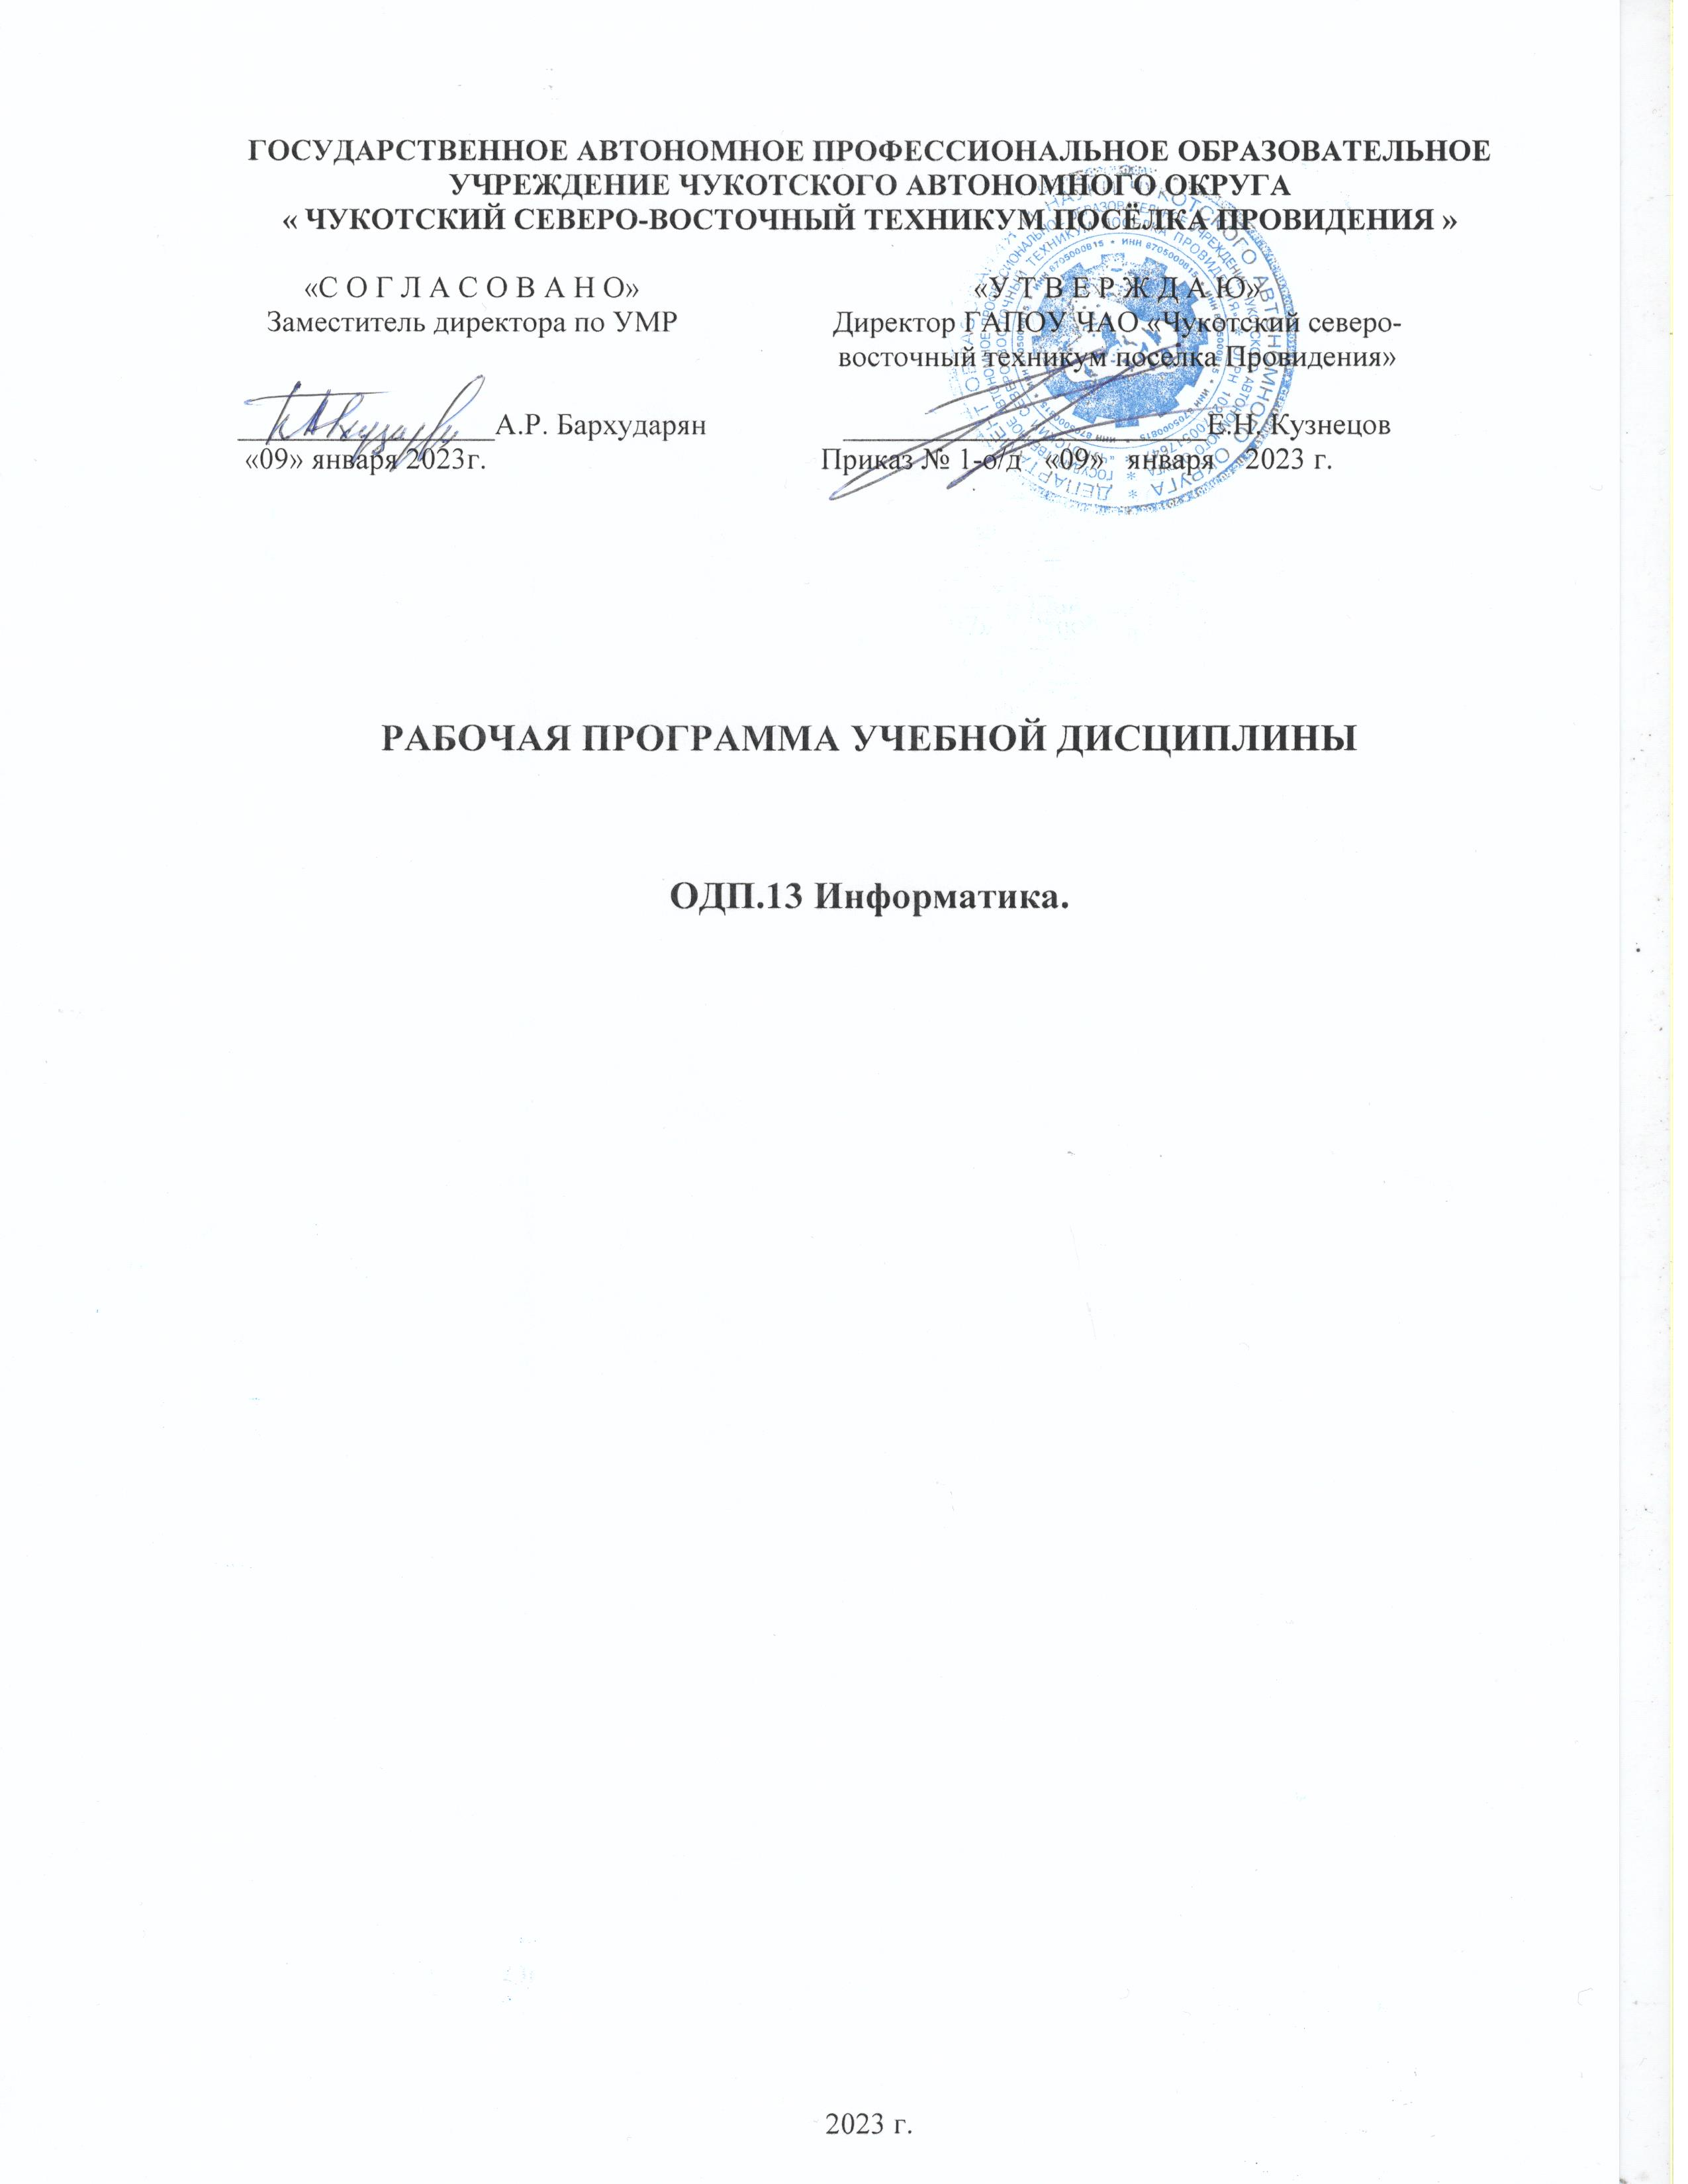 ГОСУДАРСТВЕННОЕ АВТОНОМНОЕ ПРОФЕССИОНАЛЬНОЕ ОБРАЗОВАТЕЛЬНОЕ
УЧРЕЖДЕНИЕ ЧУКОТСКОГО АВТОНОМНОГО ОКРУГА
« ЧУКОТСКИЙ СЕВЕРО-ВОСТОЧНЫЙ ТЕХНИКУМ ПОСЁЛКА ПРОВИДЕНИЯ »
«С О Г Л А С О В А Н О»
Заместитель директора по УМР
А.Р. Бархударян
«09» января 2023г.
«У Т В Е Р Ж Д А Ю»
Директор ГАПОУ ЧАО «Чукотский северо-
восточный техникум поселка Провидения»
Е.Н. Кузнецов
Приказ № 1-о/д «09» января 2023 г.
ИНН 8705000815
РАБОЧАЯ ПРОГРАММА УЧЕБНОЙ ДИСЦИПЛИНЫ
ОДП.13 Информатика.
2023 г.